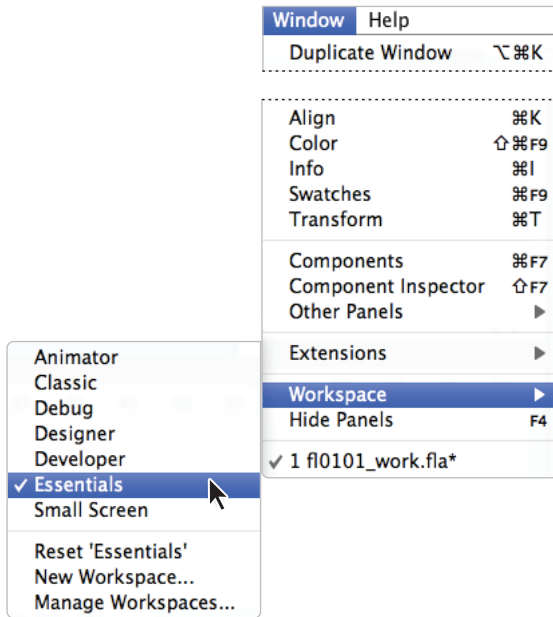 Window Help
Duplicate Window ⌥⌘K
Align ⌘K
Color ⇧⌘F9
Info ⌘I
Swatches ⌘F9
Transform ⌘T
Components ⌘F7
Component Inspector ⇧F7
Other Panels ▶
Extensions ▶
Workspace ▶
Hide Panels F4
✓ 1 fl0101_work.fla*
Animator
Classic
Debug
Designer
Developer
✓ Essentials
Small Screen
Reset 'Essentials'
New Workspace...
Manage Workspaces...